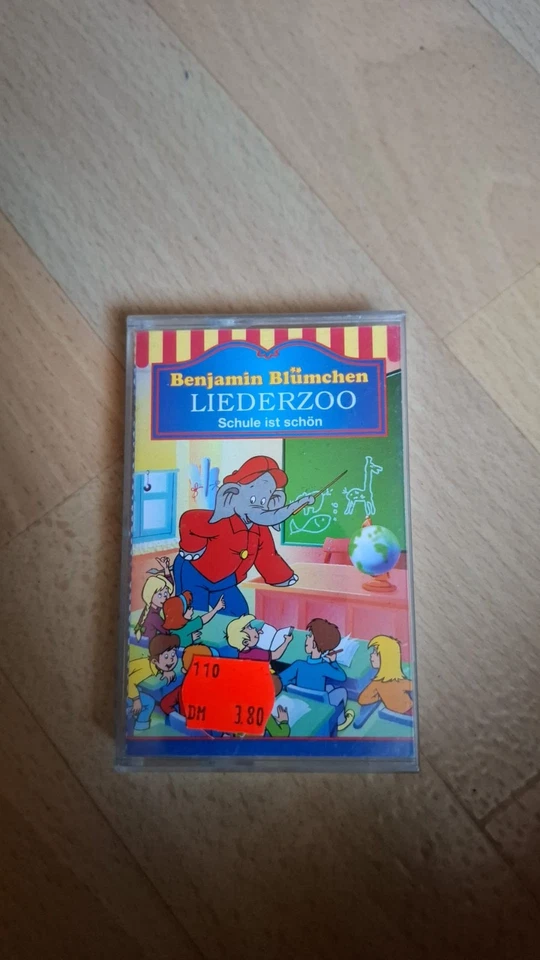 Benjamin Blümchen
LIEDERZOO
Schule ist schön
110
DM 3.80